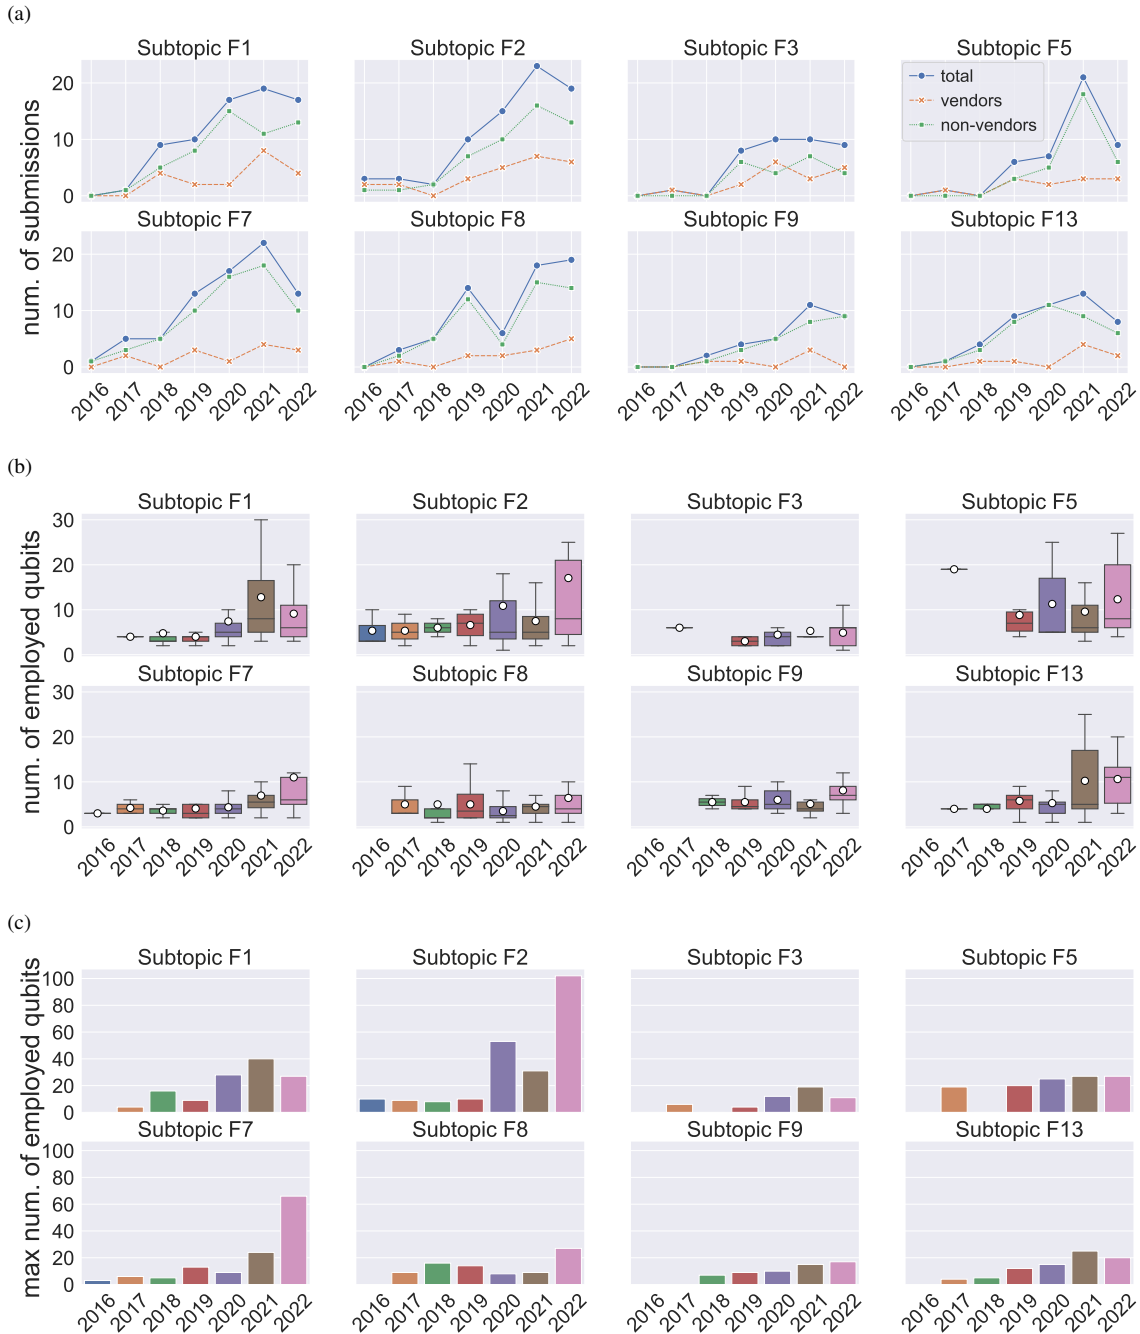 (a)
Subtopic F1 Subtopic F2 Subtopic F3 Subtopic F5
num. of submissions
20
10
0
total
vendors
non-vendors
Subtopic F7 Subtopic F8 Subtopic F9 Subtopic F13
20
10
0
2016 2017 2018 2019 2020 2021 2022 2016 2017 2018 2019 2020 2021 2022 2016 2017 2018 2019 2020 2021 2022 2016 2017 2018 2019 2020 2021 2022
(b)
Subtopic F1 Subtopic F2 Subtopic F3 Subtopic F5
num. of employed qubits
30
20
10
0
Subtopic F7 Subtopic F8 Subtopic F9 Subtopic F13
30
20
10
0
2016 2017 2018 2019 2020 2021 2022 2016 2017 2018 2019 2020 2021 2022 2016 2017 2018 2019 2020 2021 2022 2016 2017 2018 2019 2020 2021 2022
(c)
Subtopic F1 Subtopic F2 Subtopic F3 Subtopic F5
max num. of employed qubits
100
80
60
40
20
0
Subtopic F7 Subtopic F8 Subtopic F9 Subtopic F13
100
80
60
40
20
0
2016 2017 2018 2019 2020 2021 2022 2016 2017 2018 2019 2020 2021 2022 2016 2017 2018 2019 2020 2021 2022 2016 2017 2018 2019 2020 2021 2022